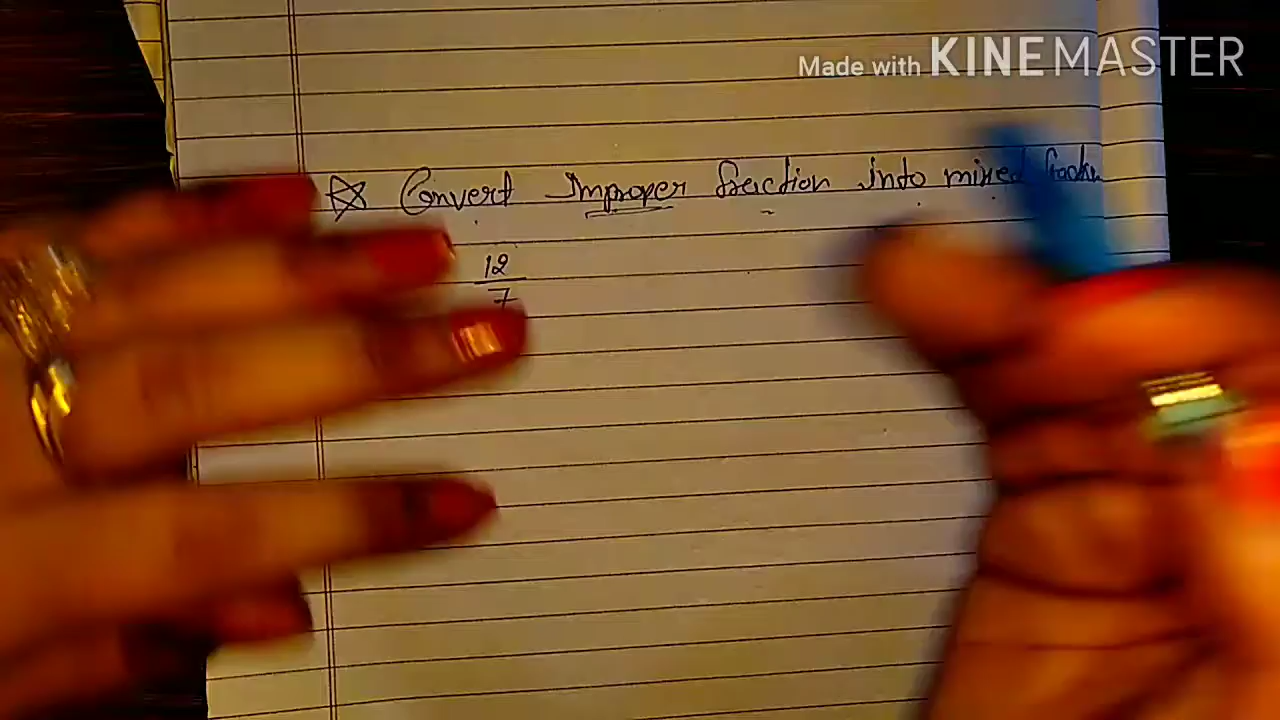 Made with KINEMASTER
☆ Convert Improper fraction into mixed
12
7